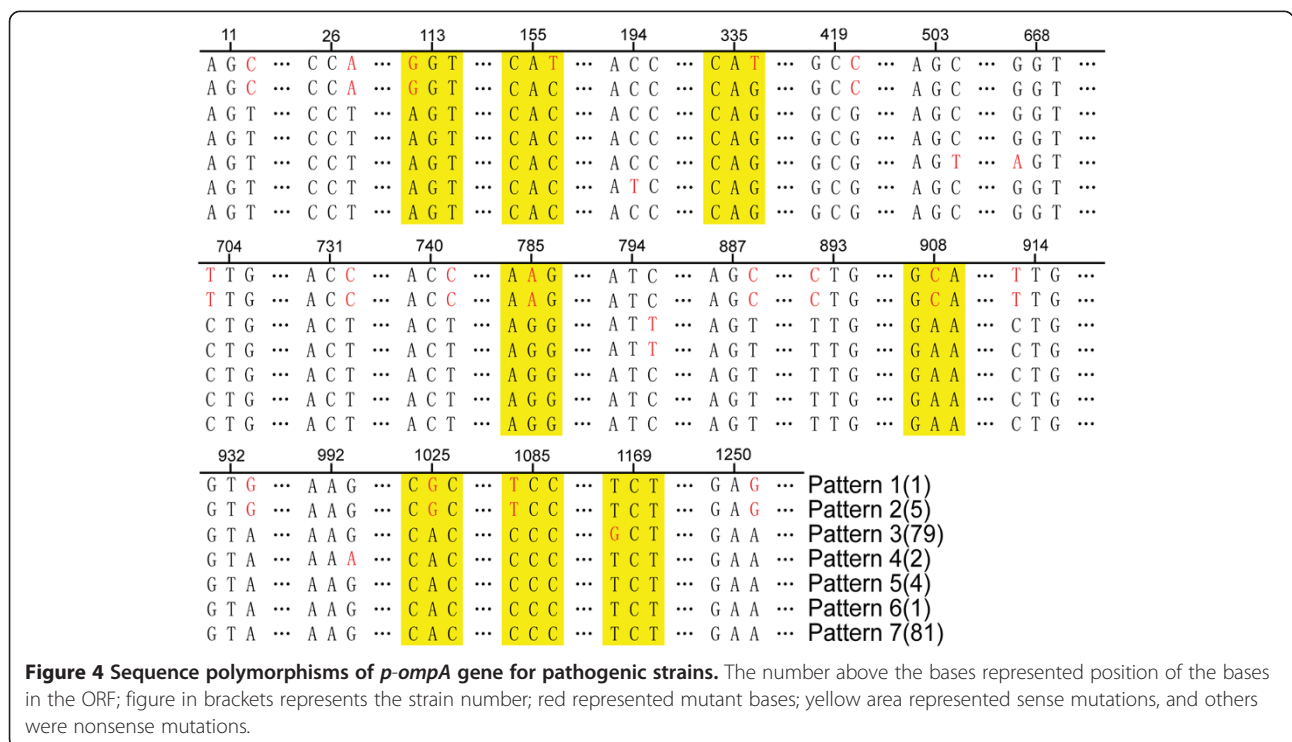 11 26 113 155 194 335 419 503 668
A G C ··· C C A ··· G G T ··· C A T ··· A C C ··· C A T ··· G C C ··· A G C ··· G G T ···
A G C ··· C C A ··· G G T ··· C A C ··· A C C ··· C A G ··· G C C ··· A G C ··· G G T ···
A G T ··· C C T ··· A G T ··· C A C ··· A C C ··· C A G ··· G C G ··· A G C ··· G G T ···
A G T ··· C C T ··· A G T ··· C A C ··· A C C ··· C A G ··· G C G ··· A G C ··· G G T ···
A G T ··· C C T ··· A G T ··· C A C ··· A C C ··· C A G ··· G C G ··· A G T ··· A G T ···
A G T ··· C C T ··· A G T ··· C A C ··· A T C ··· C A G ··· G C G ··· A G C ··· G G T ···
A G T ··· C C T ··· A G T ··· C A C ··· A C C ··· C A G ··· G C G ··· A G C ··· G G T ···
704 731 740 785 794 887 893 908 914
T T G ··· A C C ··· A C C ··· A A G ··· A T C ··· A G C ··· C T G ··· G C A ··· T T G ···
T T G ··· A C C ··· A C C ··· A A G ··· A T C ··· A G C ··· C T G ··· G C A ··· T T G ···
C T G ··· A C T ··· A C T ··· A G G ··· A T T ··· A G T ··· T T G ··· G A A ··· C T G ···
C T G ··· A C T ··· A C T ··· A G G ··· A T T ··· A G T ··· T T G ··· G A A ··· C T G ···
C T G ··· A C T ··· A C T ··· A G G ··· A T C ··· A G T ··· T T G ··· G A A ··· C T G ···
C T G ··· A C T ··· A C T ··· A G G ··· A T C ··· A G T ··· T T G ··· G A A ··· C T G ···
C T G ··· A C T ··· A C T ··· A G G ··· A T C ··· A G T ··· T T G ··· G A A ··· C T G ···
932 992 1025 1085 1169 1250
G T G ··· A A G ··· C G C ··· T C C ··· T C T ··· G A G ··· Pattern 1(1)
G T G ··· A A G ··· C G C ··· T C C ··· T C T ··· G A G ··· Pattern 2(5)
G T A ··· A A G ··· C A C ··· C C C ··· G C T ··· G A A ··· Pattern 3(79)
G T A ··· A A A ··· C A C ··· C C C ··· T C T ··· G A A ··· Pattern 4(2)
G T A ··· A A G ··· C A C ··· C C C ··· T C T ··· G A A ··· Pattern 5(4)
G T A ··· A A G ··· C A C ··· C C C ··· T C T ··· G A A ··· Pattern 6(1)
G T A ··· A A G ··· C A C ··· C C C ··· T C T ··· G A A ··· Pattern 7(81)
Figure 4 Sequence polymorphisms of p-ompA gene for pathogenic strains. The number above the bases represented position of the bases
in the ORF; figure in brackets represents the strain number; red represented mutant bases; yellow area represented sense mutations, and others
were nonsense mutations.